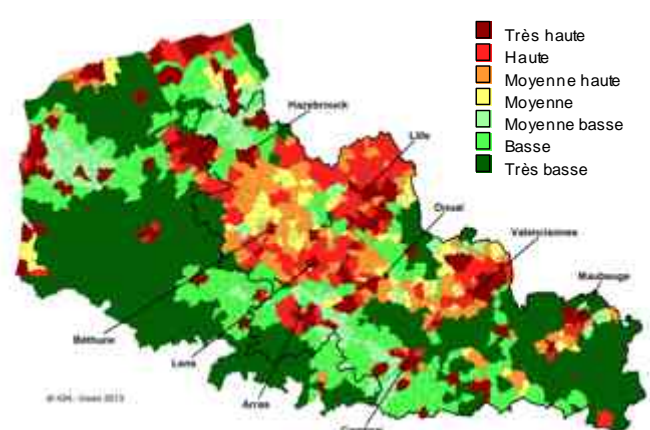 Très haute
Haute
Moyenne haute
Moyenne
Moyenne basse
Basse
Très basse
Hazebrouck
Lille
Douai
Valenciennes
Maubeuge
Béthune
Lens
Arras
Cambrai